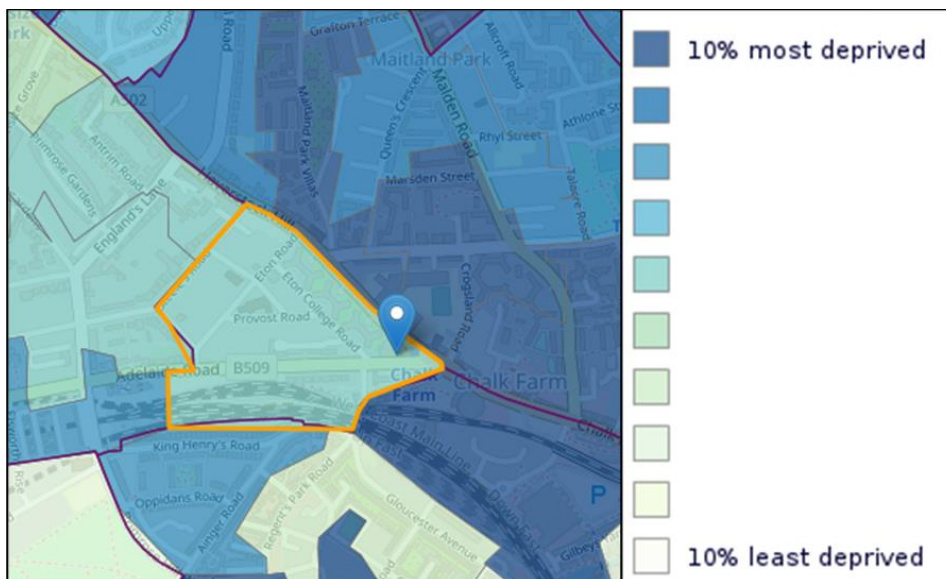 Grafton Terrace
Maitland Park
Allcroft Road
Park
A502
Maitland Park Villas
Queen's Crescent
Malden Road
Rhyl Street
Athlone St
Antrim Road
Marsden Street
Talacre Road
England's Lane
Eton Road
Crogsland Road
Eton College Road
Provost Road
Adelaide Road
B509
Chalk
Farm
Chalk Farm
Chalk
King Henry's Road
Oppidans Road
Ainger Road
Regent's Park Road
Gloucester Avenue
P
10% most deprived
10% least deprived